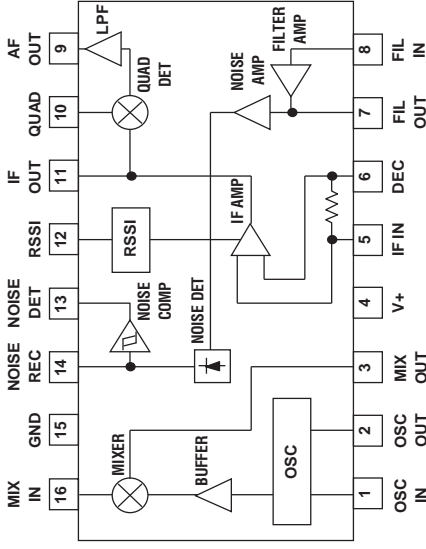 MIX IN
GND
NOISE REC
NOISE DET
RSSI
IF OUT
QUAD
AF OUT
16
15
14
13
12
11
10
9
MIXER
BUFFER
OSC
NOISE COMP
NOISE DET
RSSI
IF AMP
QUAD DET
LPF
NOISE AMP
FILTER AMP
1
2
3
4
5
6
7
8
OSC IN
OSC OUT
MIX OUT
V+
IF IN
DEC
FIL OUT
FIL IN